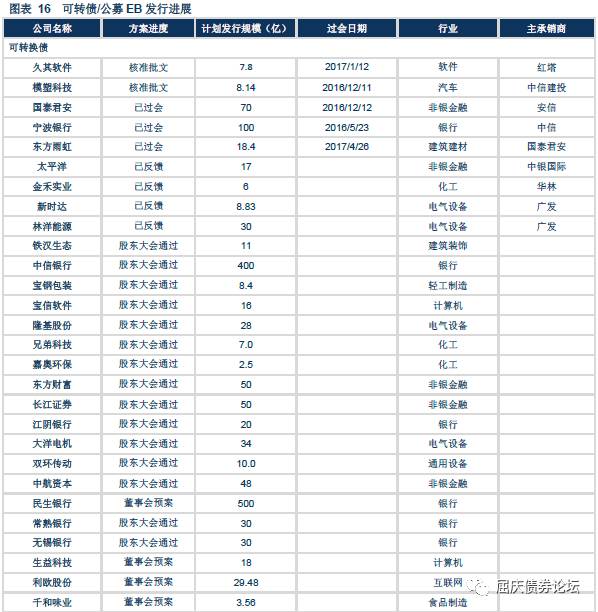 图表 16 可转债/公募 EB 发行进展
公司名称 方案进度 计划发行规模（亿） 过会日期 行业 主承销商
可转换债
久其软件 核准批文 7.8 2017/1/12 软件 红塔
模塑科技 核准批文 8.14 2016/12/11 汽车 中信建投
国泰君安 已过会 70 2016/12/12 非银金融 安信
宁波银行 已过会 100 2016/5/23 银行 中信
东方雨虹 已过会 18.4 2017/4/26 建筑建材 国泰君安
太平洋 已反馈 17 非银金融 中银国际
金禾实业 已反馈 6 化工 华林
新时达 已反馈 8.83 电气设备 广发
林洋能源 已反馈 30 电气设备 广发
铁汉生态 股东大会通过 11 建筑装饰
中信银行 股东大会通过 400 银行
宝钢包装 股东大会通过 8.4 轻工制造
宝信软件 股东大会通过 16 计算机
隆基股份 股东大会通过 28 电气设备
兄弟科技 股东大会通过 7.0 化工
嘉奥环保 股东大会通过 2.5 化工
东方财富 股东大会通过 50 非银金融
长江证券 股东大会通过 50 非银金融
江阴银行 股东大会通过 20 银行
大洋电机 股东大会通过 34 电气设备
双环传动 股东大会通过 10.0 通用设备
中航资本 股东大会通过 48 非银金融
民生银行 董事会预案 500 银行
常熟银行 股东大会通过 30 银行
无锡银行 股东大会通过 30 银行
生益科技 董事会预案 18 计算机
利欧股份 董事会预案 29.48 互联网
千和味业 董事会预案 3.56 食品制造
屈庆债券论坛